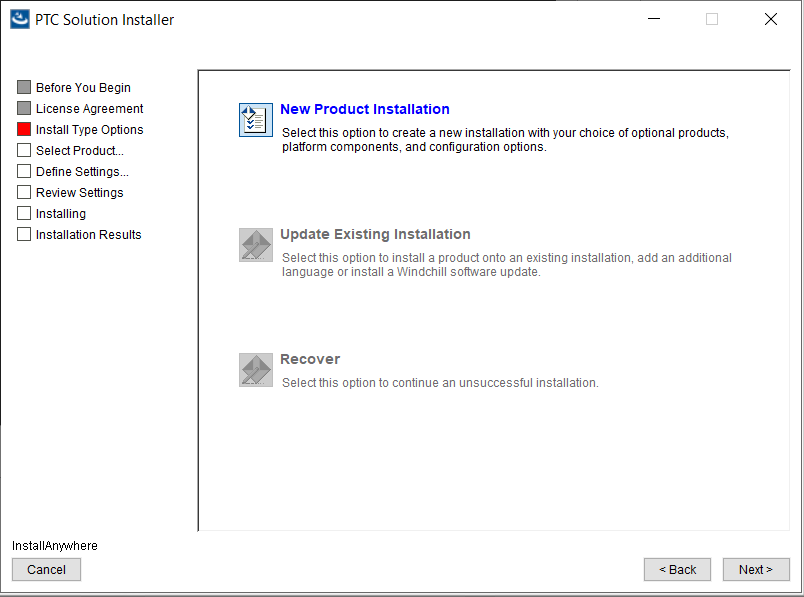 PTC Solution Installer
Before You Begin
License Agreement
Install Type Options
Select Product...
Define Settings...
Review Settings
Installing
Installation Results
New Product Installation
Select this option to create a new installation with your choice of optional products,
platform components, and configuration options.
Update Existing Installation
Select this option to install a product onto an existing installation, add an additional
language or install a Windchill software update.
Recover
Select this option to continue an unsuccessful installation.
InstallAnywhere
Cancel
< Back
Next >